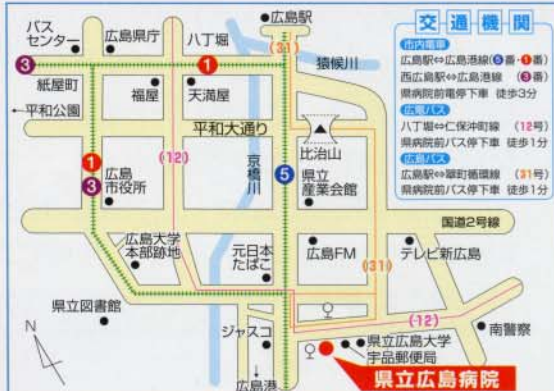 広島駅
バス
センター
広島県庁
八丁堀
(31)
猿候川
3
1
紙屋町
←平和公園
福屋
天満屋
平和大通り
比治山
1
3
広島
市役所
(12)
京橋川
5
県立
産業会館
国道2号線
広島大学
本部跡地
元日本
たばこ
広島FM
テレビ新広島
(31)
県立図書館
ジャスコ
(12)
南警察
県立広島大学
宇品郵便局
N
↓
広島港
県立広島病院
交通機関
市内電車
広島駅⇔広島港線(5番・1番)
西広島駅⇔広島港線 (3番)
県病院前電停下車 徒歩3分
広電バス
八丁堀⇔仁保沖町線 (12号)
県病院前バス停下車 徒歩1分
広島バス
広島駅⇔翠町循環線 (31号)
県病院前バス停下車 徒歩1分